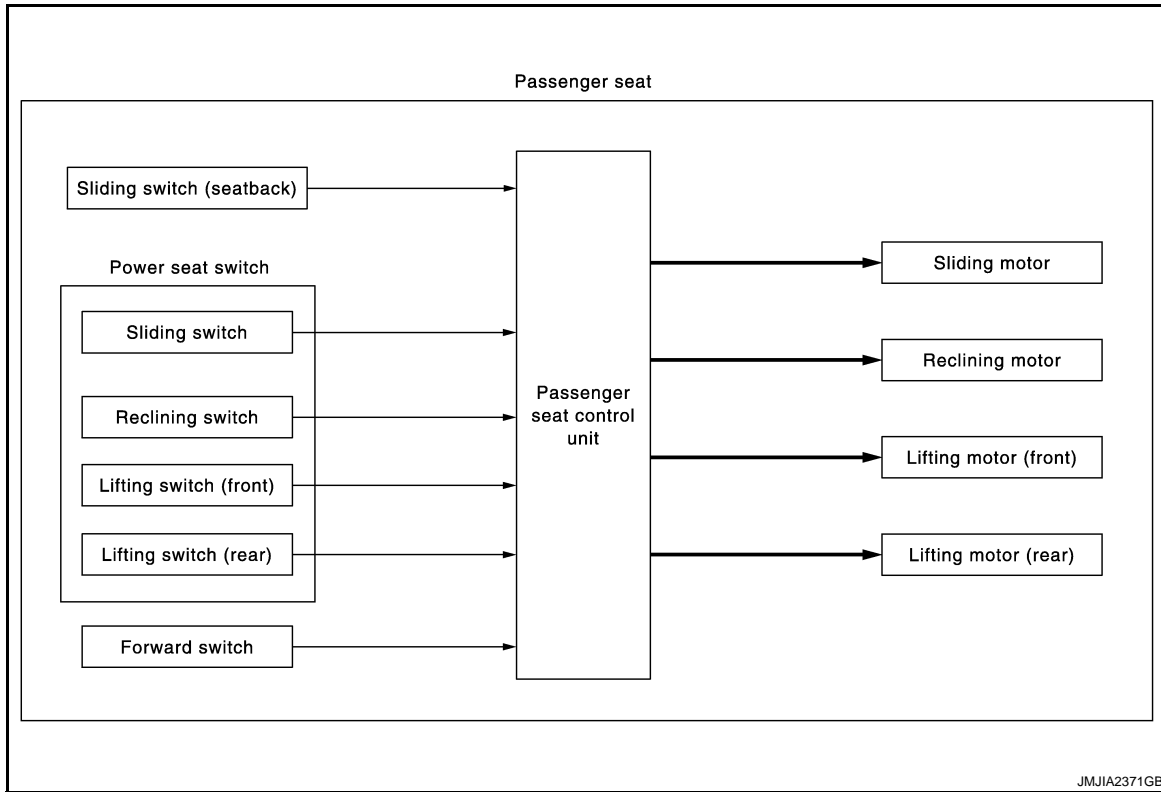 Passenger seat
Sliding switch (seatback)
Power seat switch
Sliding switch
Reclining switch
Lifting switch (front)
Lifting switch (rear)
Forward switch
Passenger
seat control
unit
Sliding motor
Reclining motor
Lifting motor (front)
Lifting motor (rear)
JMJIA2371GB